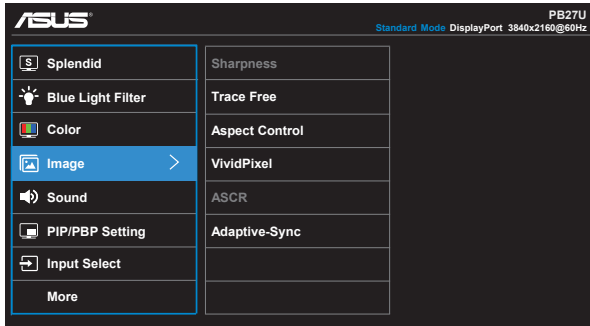 ASUS
PB27U
Standard Mode DisplayPort 3840x2160@60Hz
S Splendid
Blue Light Filter
Color
Image
Sound
PIP/PBP Setting
Input Select
More
Sharpness
Trace Free
Aspect Control
VividPixel
ASCR
Adaptive-Sync